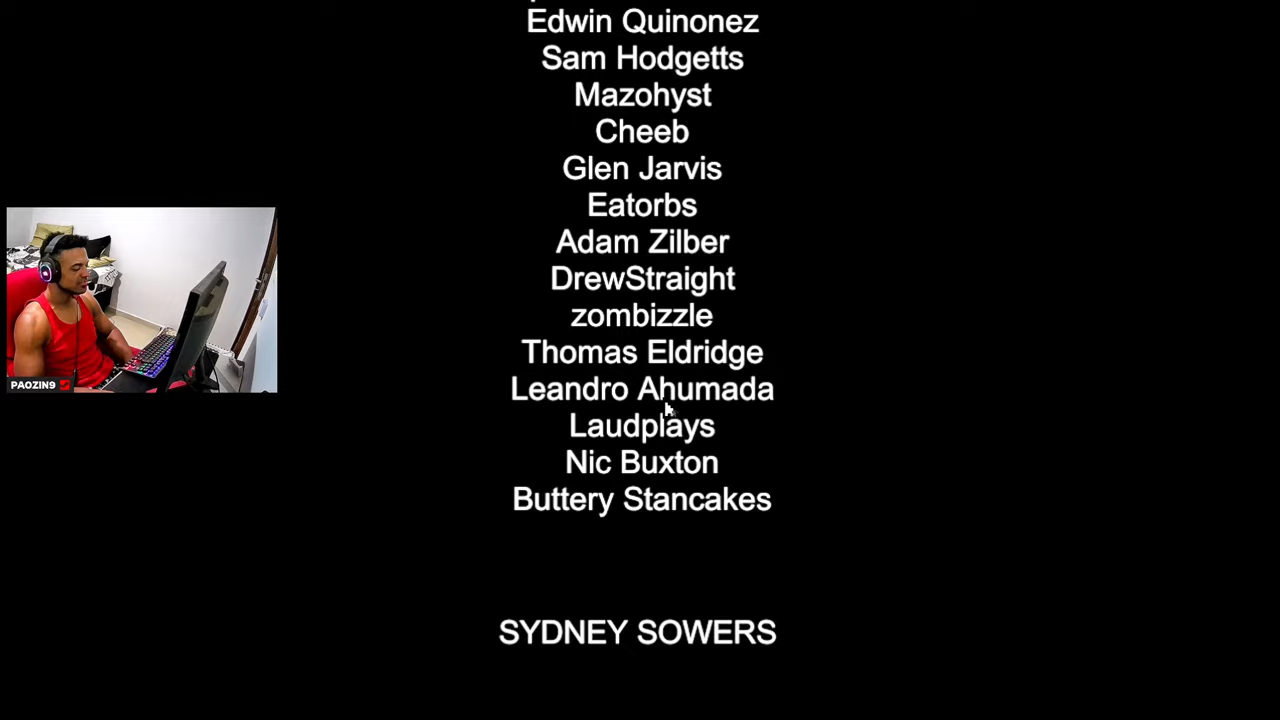 Edwin Quinonez
Sam Hodgetts
Mazohyst
Cheeb
Glen Jarvis
Eatorbs
Adam Zilber
DrewStraight
zombizzle
Thomas Eldridge
Leandro Ahumada
PAOZIN9
Laudplays
Nic Buxton
Buttery Stancakes
SYDNEY SOWERS